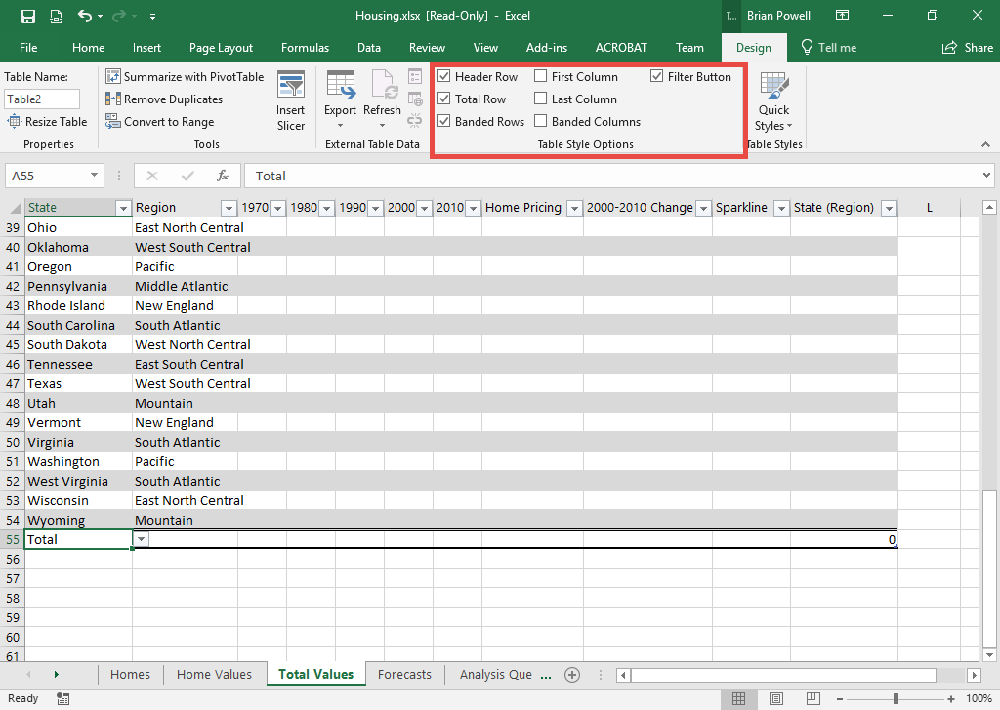 Housing.xlsx [Read-Only] - Excel
T...
Brian Powell
File Home Insert Page Layout Formulas Data Review View Add-ins ACROBAT Team Design Tell me Share
Table Name:
Table2
Resize Table
Properties
Summarize with PivotTable
Remove Duplicates
Convert to Range
Insert
Slicer
Tools
Export
Refresh
External Table Data
Header Row First Column Filter Button
Total Row Last Column
Banded Rows Banded Columns
Table Style Options
Quick
Styles
Table Styles
A55 fx Total
State Region 1970 1980 1990 2000 2010 Home Pricing 2000-2010 Change Sparkline State (Region) L
39 Ohio East North Central
40 Oklahoma West South Central
41 Oregon Pacific
42 Pennsylvania Middle Atlantic
43 Rhode Island New England
44 South Carolina South Atlantic
45 South Dakota West North Central
46 Tennessee East South Central
47 Texas West South Central
48 Utah Mountain
49 Vermont New England
50 Virginia South Atlantic
51 Washington Pacific
52 West Virginia South Atlantic
53 Wisconsin East North Central
54 Wyoming Mountain
55 Total 0
56
57
58
59
60
61
Homes Home Values Total Values Forecasts Analysis Que ...
Ready 100%